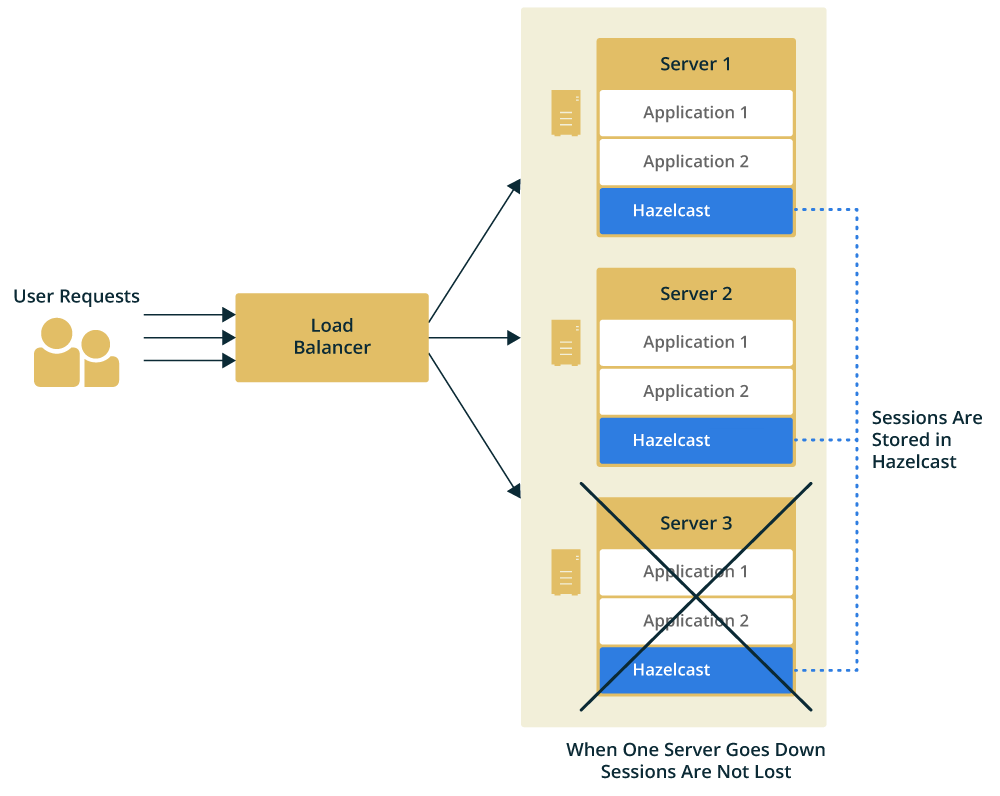 User Requests
Load
Balancer
Server 1
Application 1
Application 2
Hazelcast
Server 2
Application 1
Application 2
Hazelcast
Server 3
Application 1
Application 2
Hazelcast
Sessions Are
Stored in
Hazelcast
When One Server Goes Down
Sessions Are Not Lost